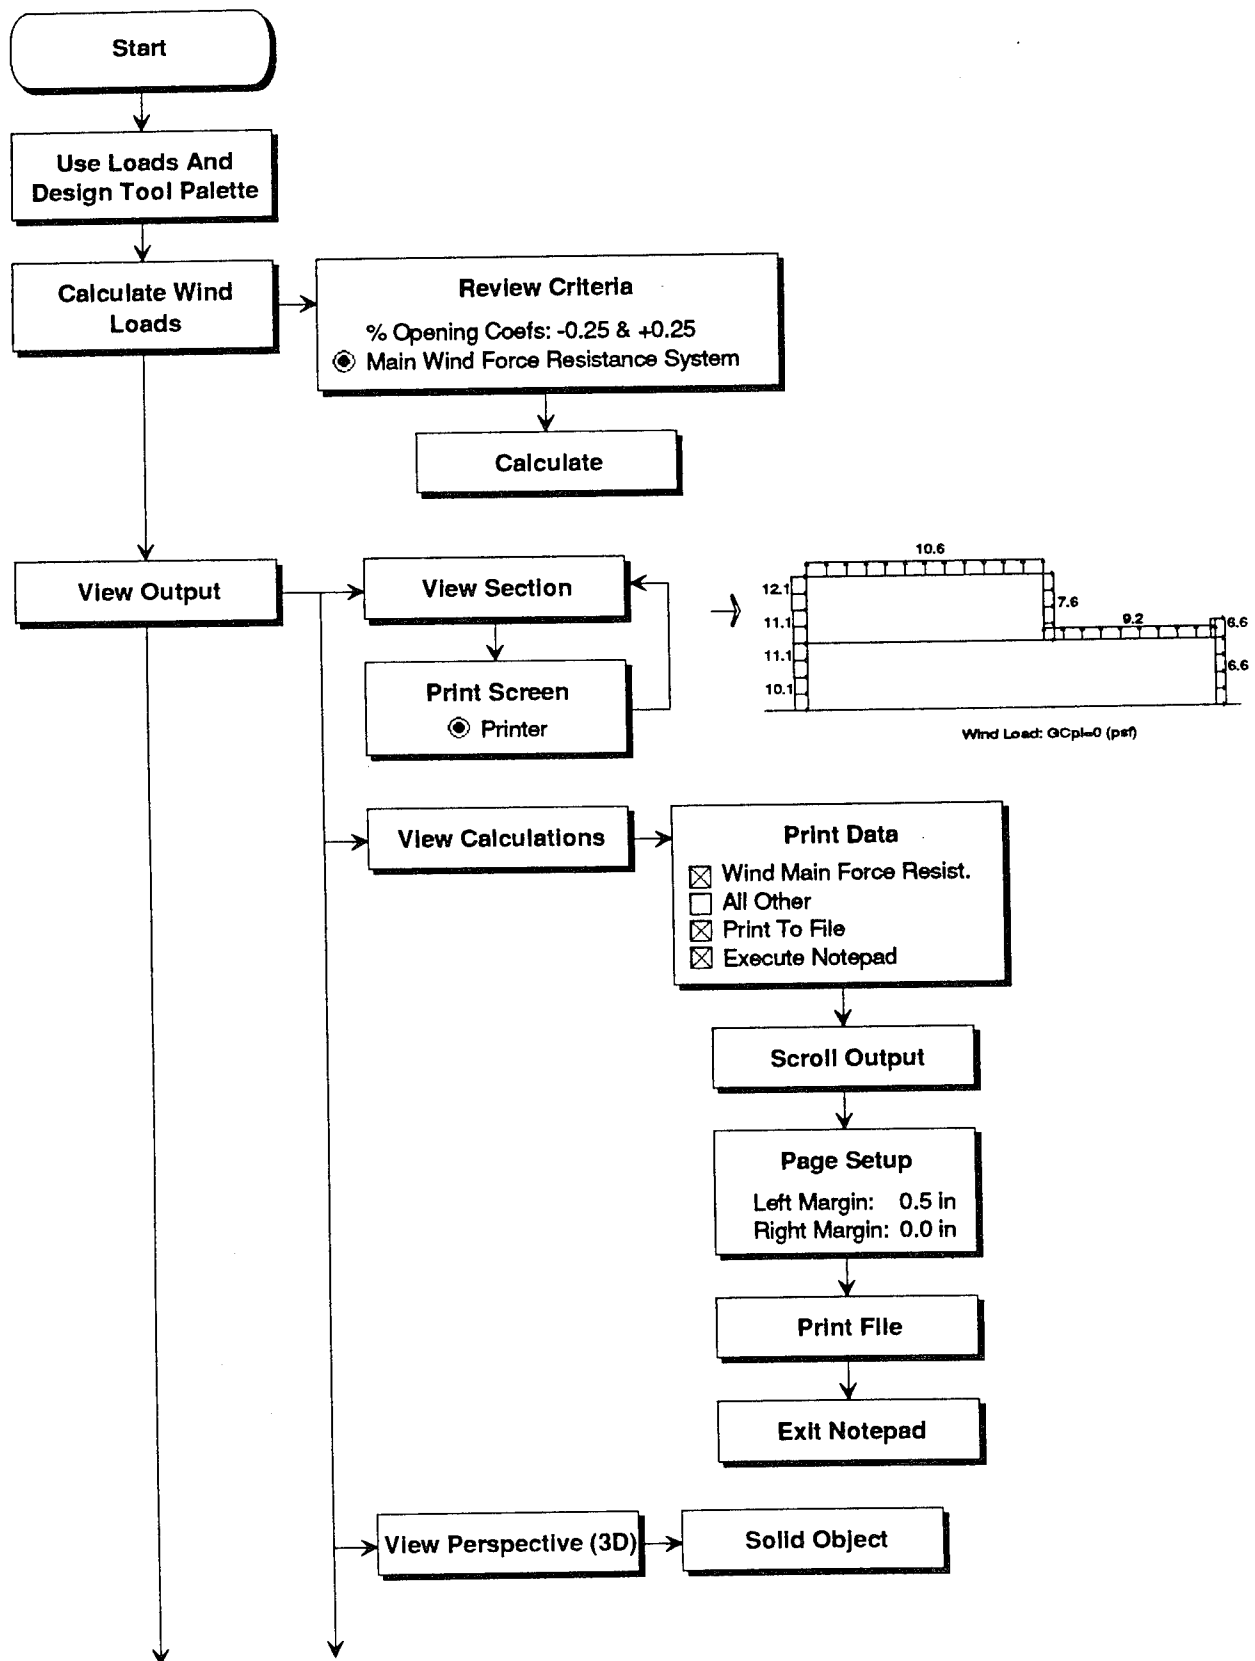 Start
Use Loads And
Design Tool Palette
Calculate Wind
Loads
Review Criteria
% Opening Coefs: -0.25 & +0.25
Main Wind Force Resistance System
Calculate
View Output
View Section
Print Screen
Printer
10.6
12.1
11.1
11.1
10.1
7.6
9.2
6.6
6.6
Wind Load: GCpi=0 (psf)
View Calculations
Print Data
Wind Main Force Resist.
All Other
Print To File
Execute Notepad
Scroll Output
Page Setup
Left Margin: 0.5 in
Right Margin: 0.0 in
Print File
Exit Notepad
View Perspective (3D)
Solid Object